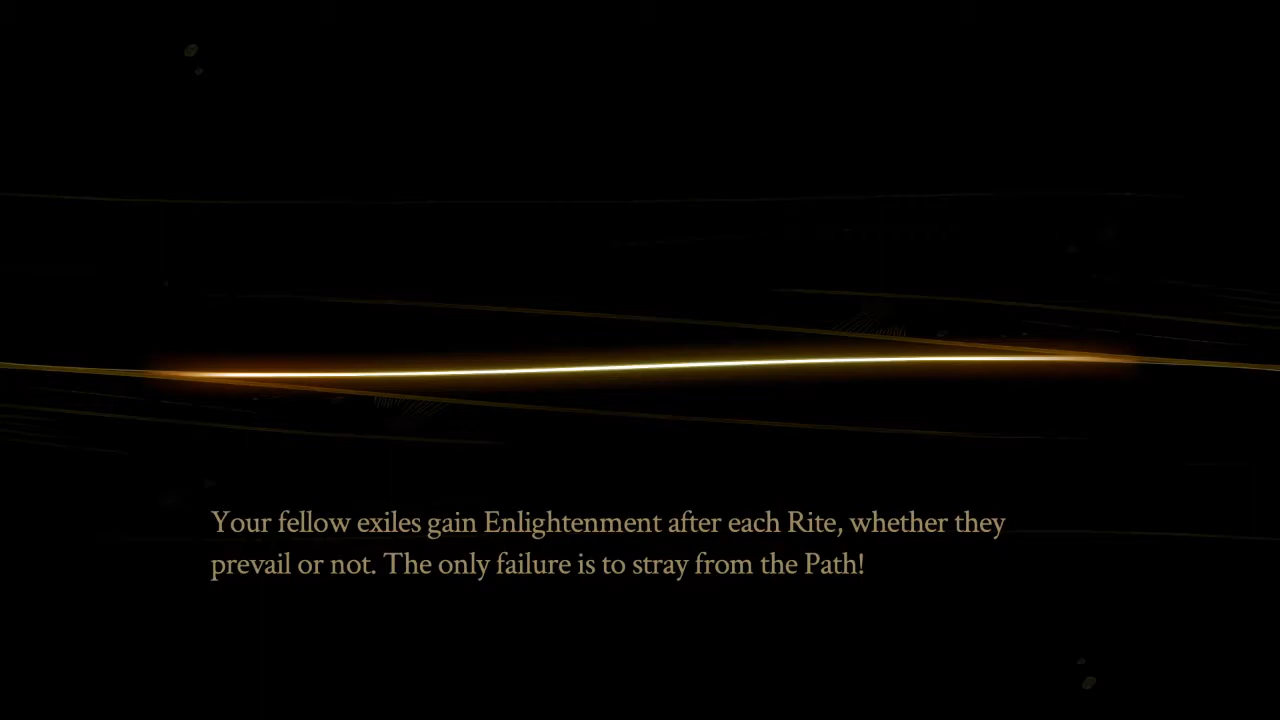 Your fellow exiles gain Enlightenment after each Rite, whether they
prevail or not. The only failure is to stray from the Path!